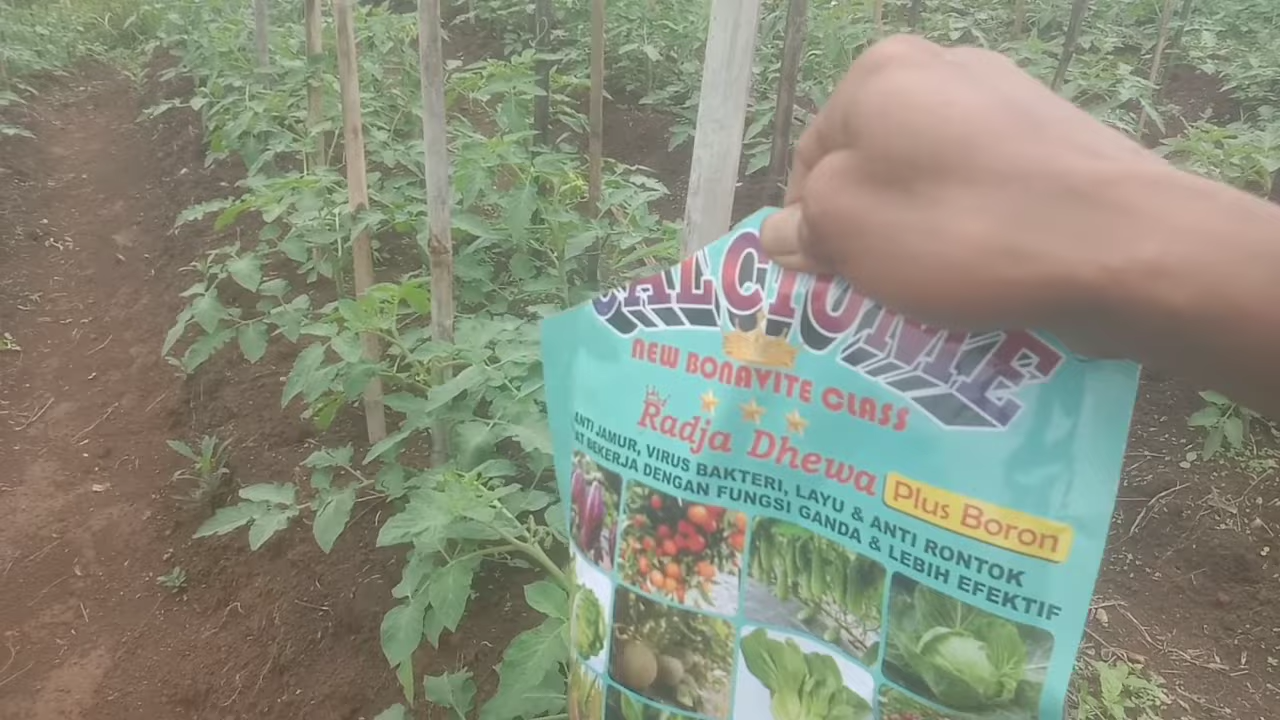 CALCIUME
NEW BONAVITE CLASS
Radja Dhewa
Plus Boron
ANTI JAMUR, VIRUS BAKTERI, LAYU & ANTI RONTOK
AT BEKERJA DENGAN FUNGSI GANDA & LEBIH EFEKTIF